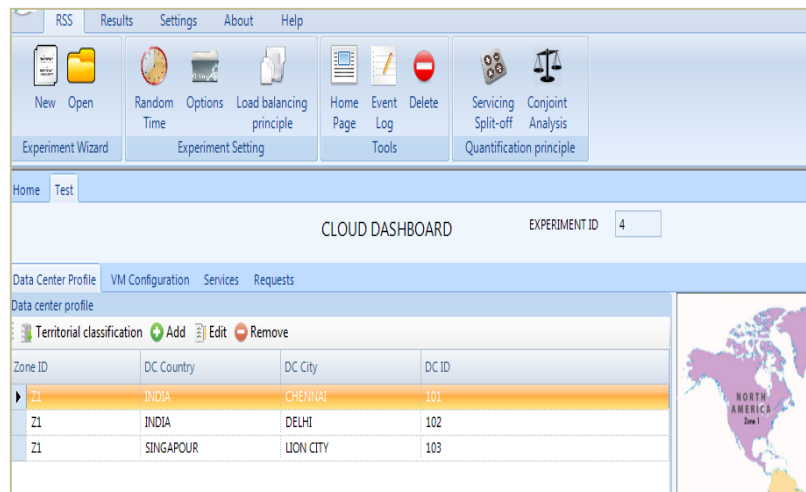 RSS Results Settings About Help
New Open Random Time Options Load balancing principle Home Page Event Log Delete Servicing Split-off Conjoint Analysis
Experiment Wizard Experiment Setting Tools Quantification principle
Home Test
CLOUD DASHBOARD EXPERIMENT ID 4
Data Center Profile VM Configuration Services Requests
Data center profile
Territorial classification Add Edit Remove
Zone ID DC Country DC City DC ID
Z1 INDIA CHENNAI 101
Z1 INDIA DELHI 102
Z1 SINGAPOUR LION CITY 103
NORTH
AMERICA
Zone 1